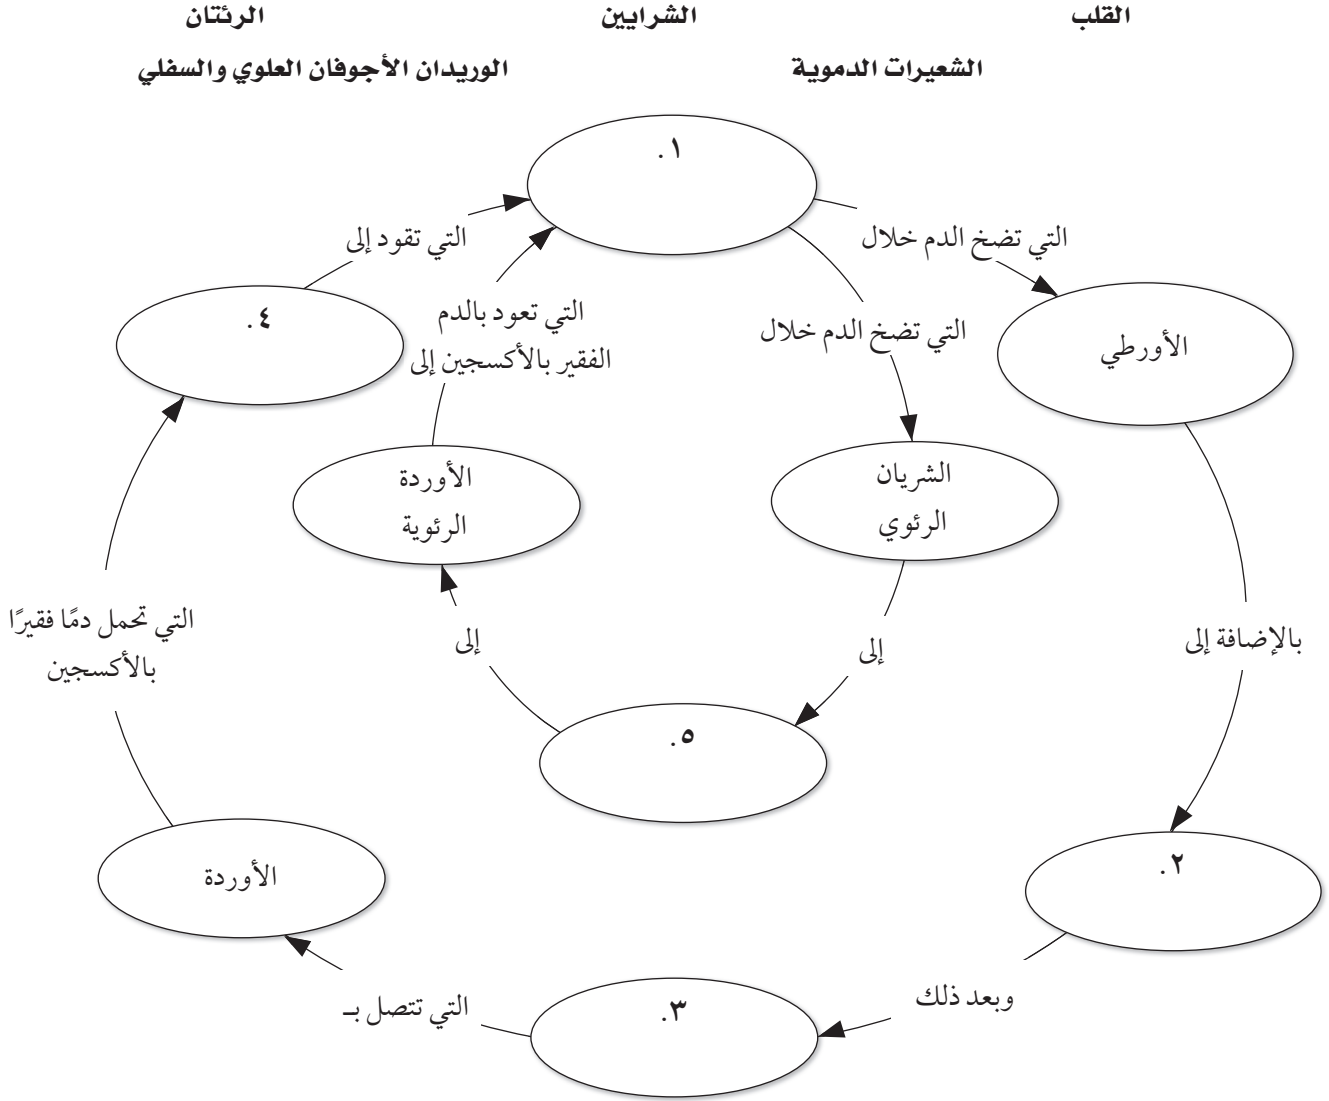 القلب الشرايين الرئتان
الشعيرات الدموية الوريدان الأجوفان العلوي والسفلي
١.
التي تضخ الدم خلال
التي تقود إلى
التي تعود بالدم
الفقير بالأكسجين إلى
التي تضخ الدم خلال
٤.
الأورطي
الشريان
الرئوي
الأوردة
الرئوية
التي تحمل دمًا فقيرًا
بالأكسجين
إلى
إلى
بالإضافة إلى
٥.
٢.
الأوردة
وبعد ذلك
٣.
التي تتصل بـ